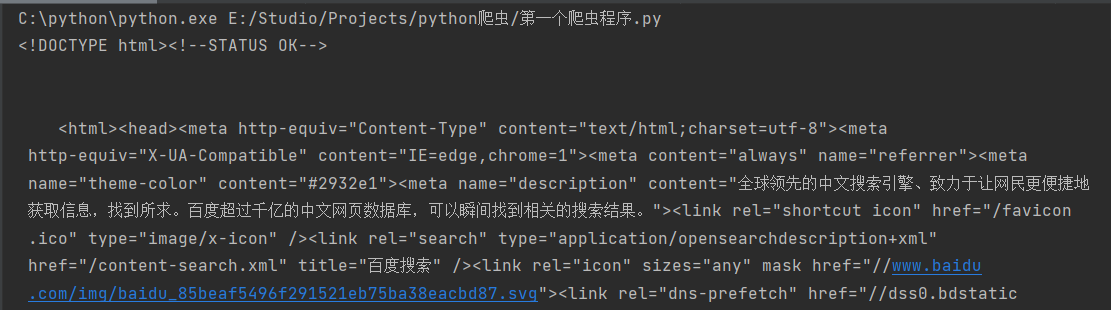 C:\python\python.exe E:/Studio/Projects/python爬虫/第一个爬虫程序.py
<!DOCTYPE html><!--STATUS OK-->
<html><head><meta http-equiv="Content-Type" content="text/html;charset=utf-8"><meta
http-equiv="X-UA-Compatible" content="IE=edge,chrome=1"><meta content="always" name="referrer"><meta
name="theme-color" content="#2932e1"><meta name="description" content="全球领先的中文搜索引擎、致力于让网民更便捷地
获取信息，找到所求。百度超过千亿的中文网页数据库，可以瞬间找到相关的搜索结果。"><link rel="shortcut icon" href="/favicon
.ico" type="image/x-icon" /><link rel="search" type="application/opensearchdescription+xml"
href="/content-search.xml" title="百度搜索" /><link rel="icon" sizes="any" mask href="//www.baidu
.com/img/baidu_85beaf5496f291521eb75ba38eacbd87.svg"><link rel="dns-prefetch" href="//dss0.bdstatic